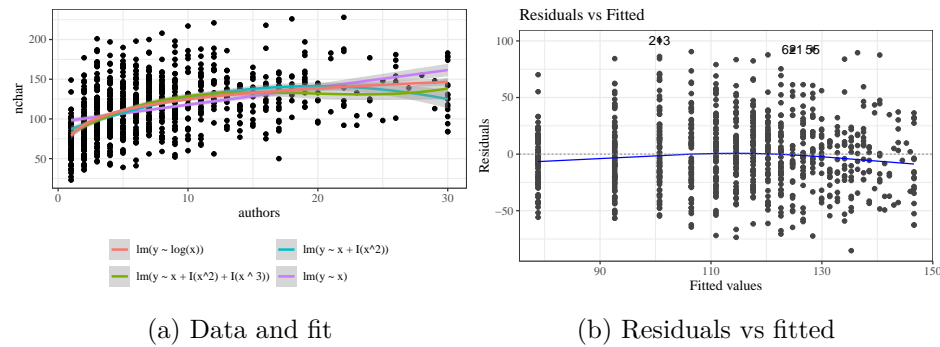 Residuals vs Fitted
200
150
100
50
nchar
0
10
20
30
authors
lm(y ~ log(x))
lm(y ~ x + I(x^2))
lm(y ~ x + I(x^2) + I(x ^ 3))
lm(y ~ x)
100
50
0
−50
Residuals
213
90
110
130
150
Fitted values
(a) Data and fit
(b) Residuals vs fitted